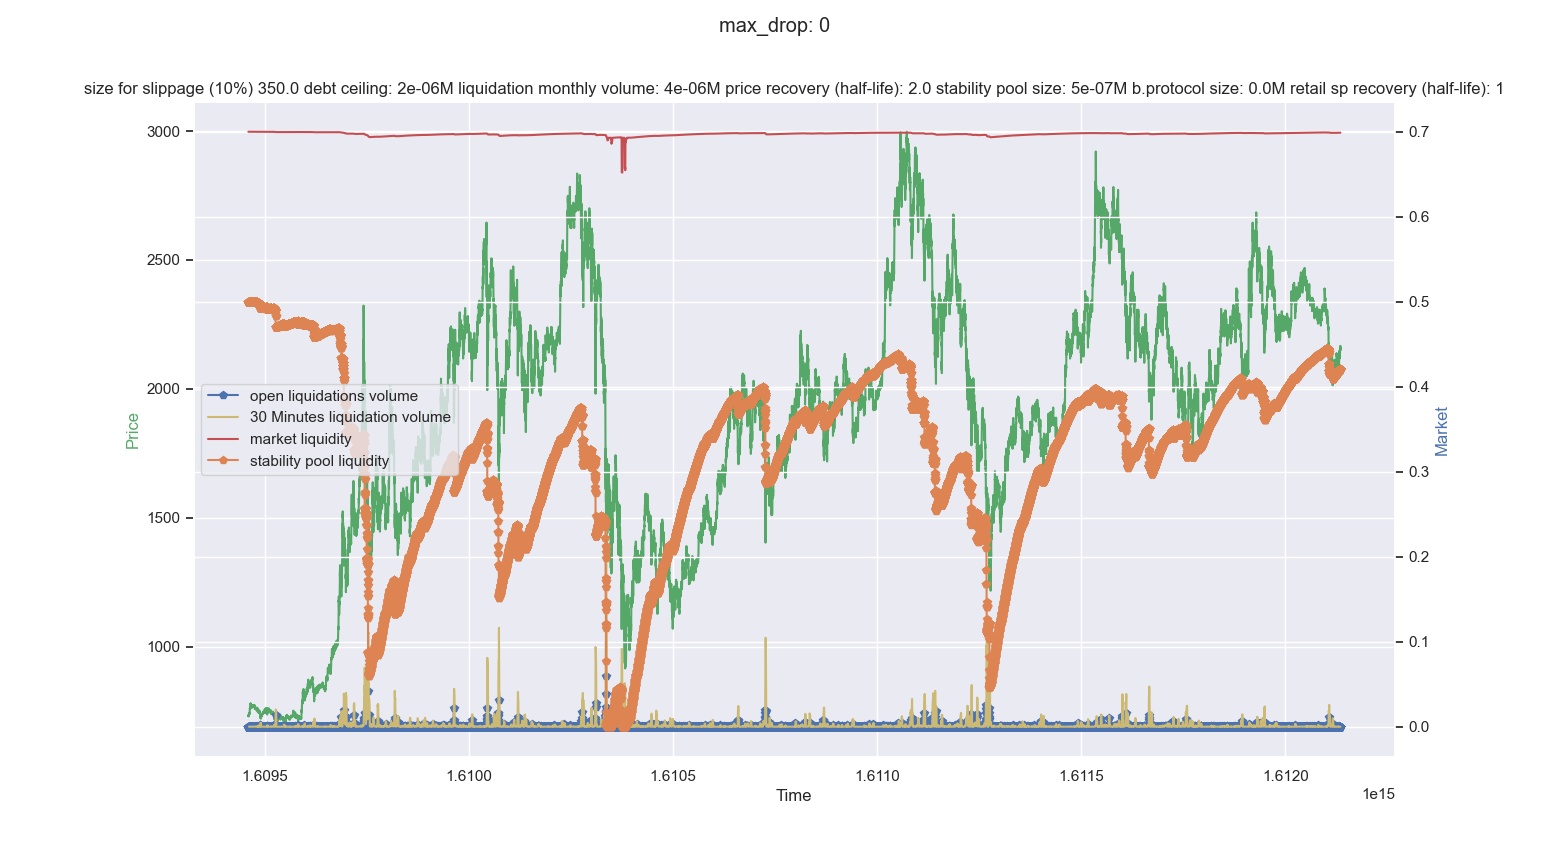 max_drop: 0
size for slippage (10%) 350.0 debt ceiling: 2e-06M liquidation monthly volume: 4e-06M price recovery (half-life): 2.0 stability pool size: 5e-07M b.protocol size: 0.0M retail sp recovery (half-life): 1
3000
2500
2000
1500
1000
Price
open liquidations volume
30 Minutes liquidation volume
market liquidity
stability pool liquidity
0.7
0.6
0.5
0.4
0.3
0.2
0.1
0.0
Market
1.6095 1.6100 1.6105 1.6110 1.6115 1.6120
Time
1e15